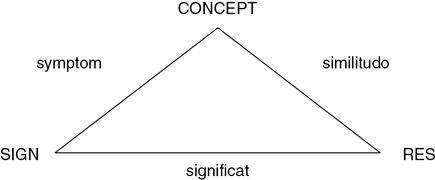 CONCEPT
symptom
similitudo
SIGN
RES
significat